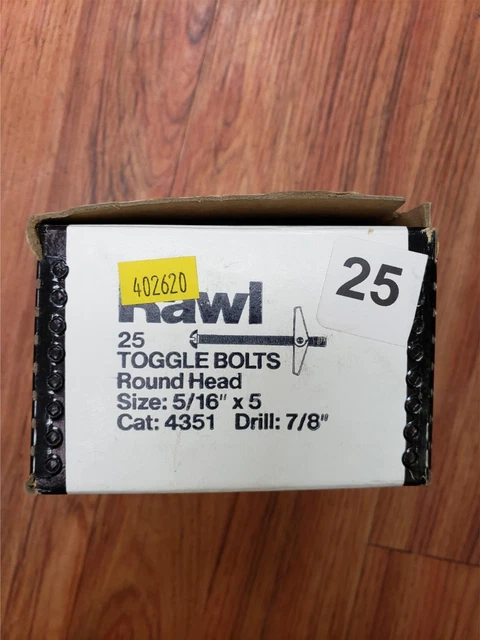 402620
Rawl
25
25
TOGGLE BOLTS
Round Head
Size: 5/16" x 5
Cat: 4351 Drill: 7/8"